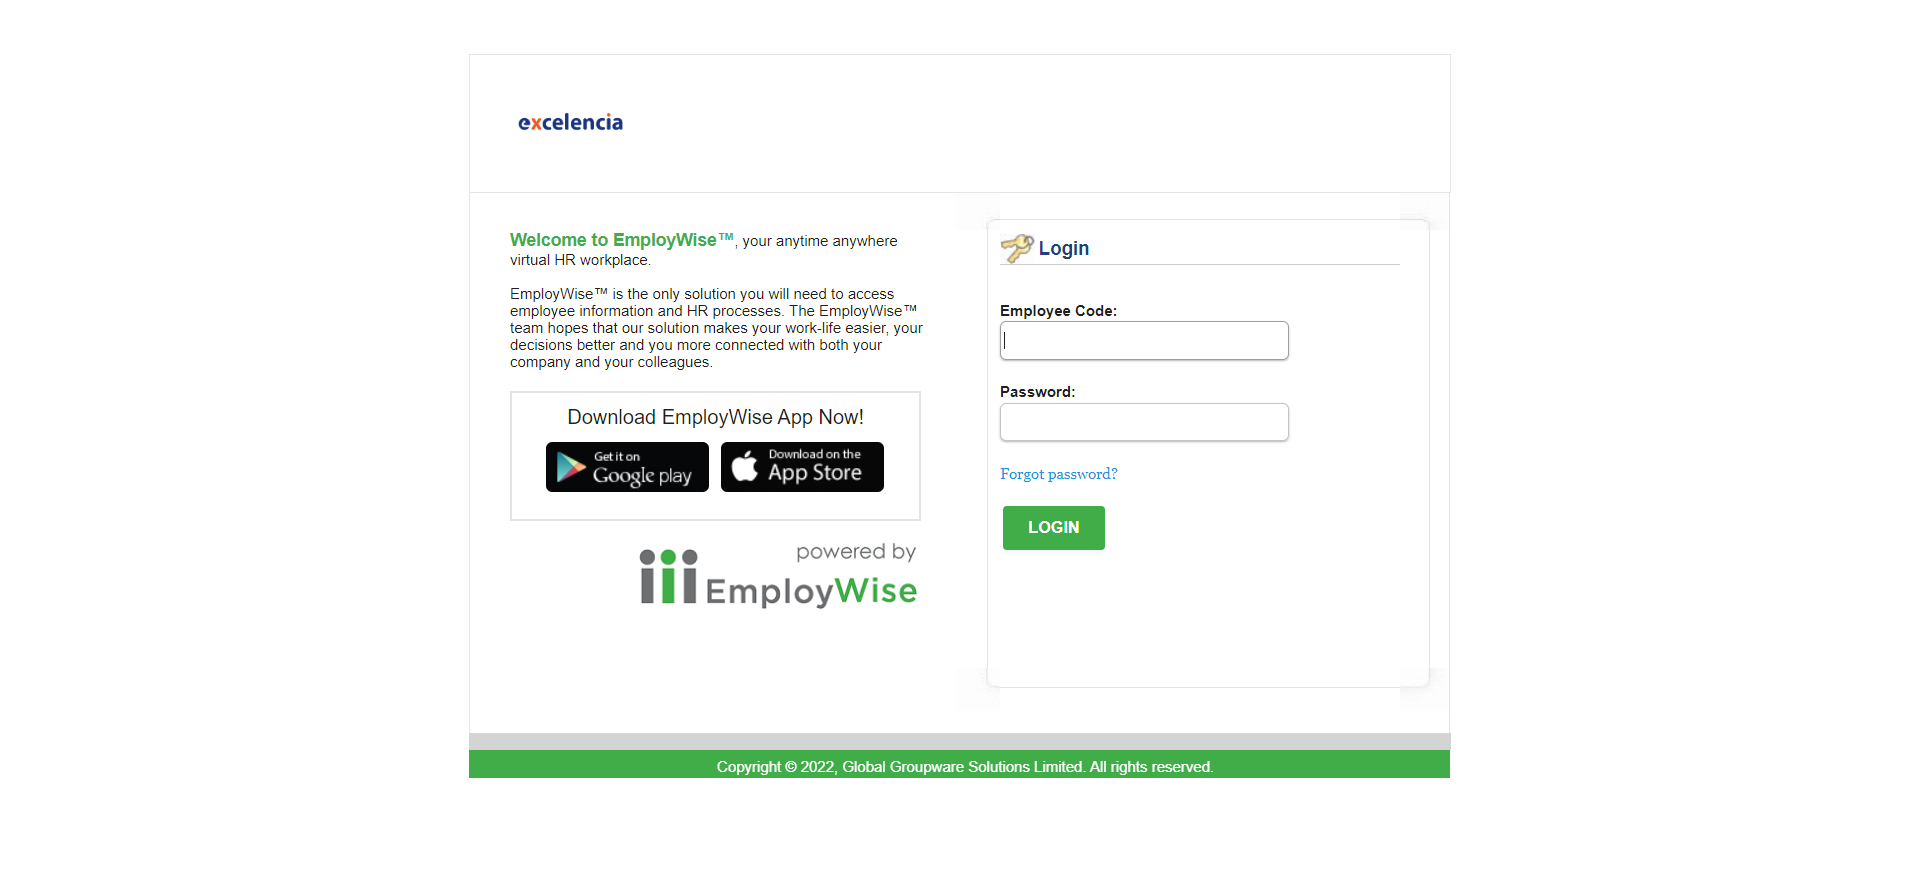 excelencia
Welcome to EmployWise™, your anytime anywhere
virtual HR workplace.
EmployWise™ is the only solution you will need to access
employee information and HR processes. The EmployWise™
team hopes that our solution makes your work-life easier, your
decisions better and you more connected with both your
company and your colleagues.
Download EmployWise App Now!
Get it on
Google play
Download on the
App Store
powered by
EmployWise
Login
Employee Code:
Password:
Forgot password?
LOGIN
Copyright © 2022, Global Groupware Solutions Limited. All rights reserved.